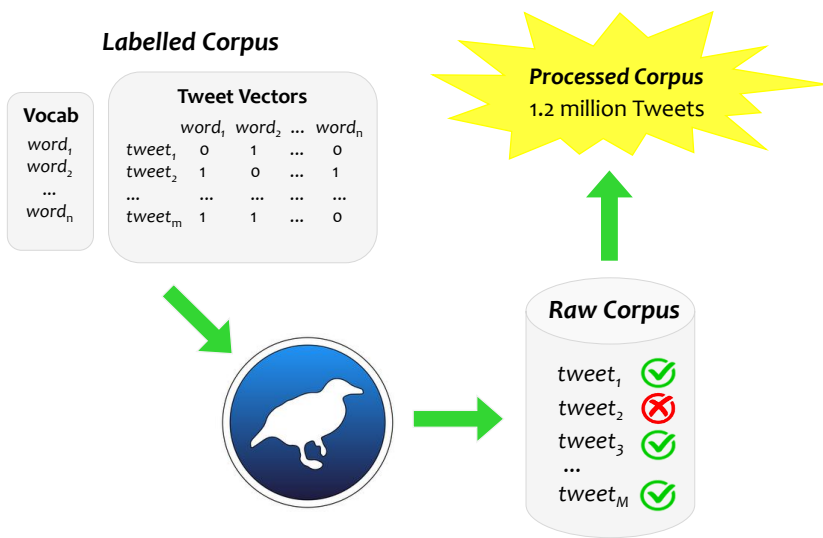 Labelled Corpus
Vocab
word₁
word₂
...
wordₙ
Tweet Vectors
word₁ word₂ ... wordₙ
tweet₁ 0 1 ... 0
tweet₂ 1 0 ... 1
... ... ... ... ...
tweetₘ 1 1 ... 0
Processed Corpus
1.2 million Tweets
Raw Corpus
tweet₁
tweet₂
tweet₃
...
tweet_M